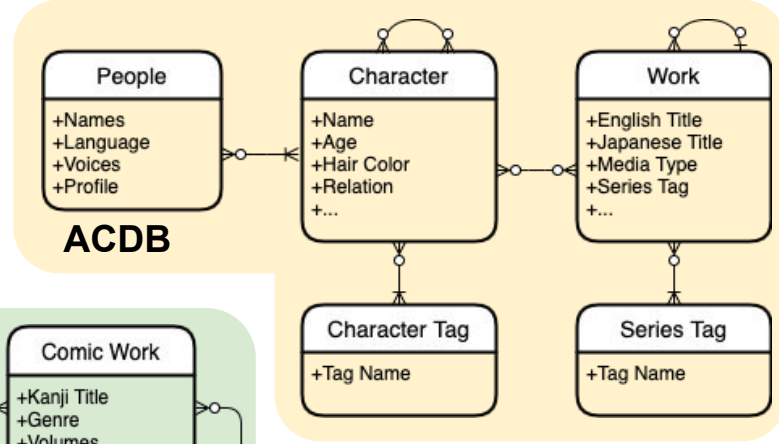 People
+Names
+Language
+Voices
+Profile
ACDB
Character
+Name
+Age
+Hair Color
+Relation
+...
Work
+English Title
+Japanese Title
+Media Type
+Series Tag
+...
Character Tag
+Tag Name
Series Tag
+Tag Name
Comic Work
+Kanji Title
+Genre
+Volumes